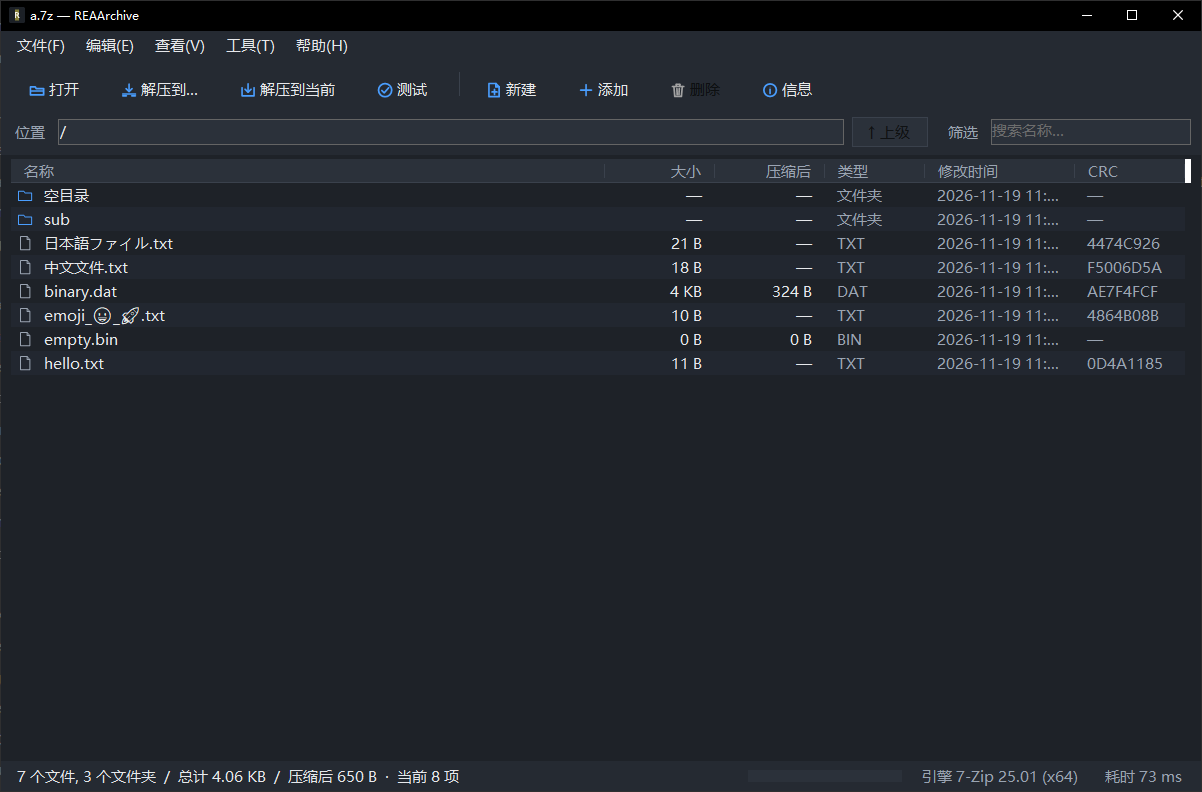 a.7z — REAArchive
文件(F) 编辑(E) 查看(V) 工具(T) 帮助(H)
打开 解压到... 解压到当前 测试 新建 添加 删除 信息
位置 / ↑ 上级 筛选 搜索名称...
名称 大小 压缩后 类型 修改时间 CRC
空目录 — — 文件夹 2026-11-19 11:... —
sub — — 文件夹 2026-11-19 11:... —
日本語ファイル.txt 21 B — TXT 2026-11-19 11:... 4474C926
中文文件.txt 18 B — TXT 2026-11-19 11:... F5006D5A
binary.dat 4 KB 324 B DAT 2026-11-19 11:... AE7F4FCF
emoji_😀_🚀.txt 10 B — TXT 2026-11-19 11:... 4864B08B
empty.bin 0 B 0 B BIN 2026-11-19 11:... —
hello.txt 11 B — TXT 2026-11-19 11:... 0D4A1185
7 个文件, 3 个文件夹 / 总计 4.06 KB / 压缩后 650 B · 当前 8 项 引擎 7-Zip 25.01 (x64) 耗时 73 ms